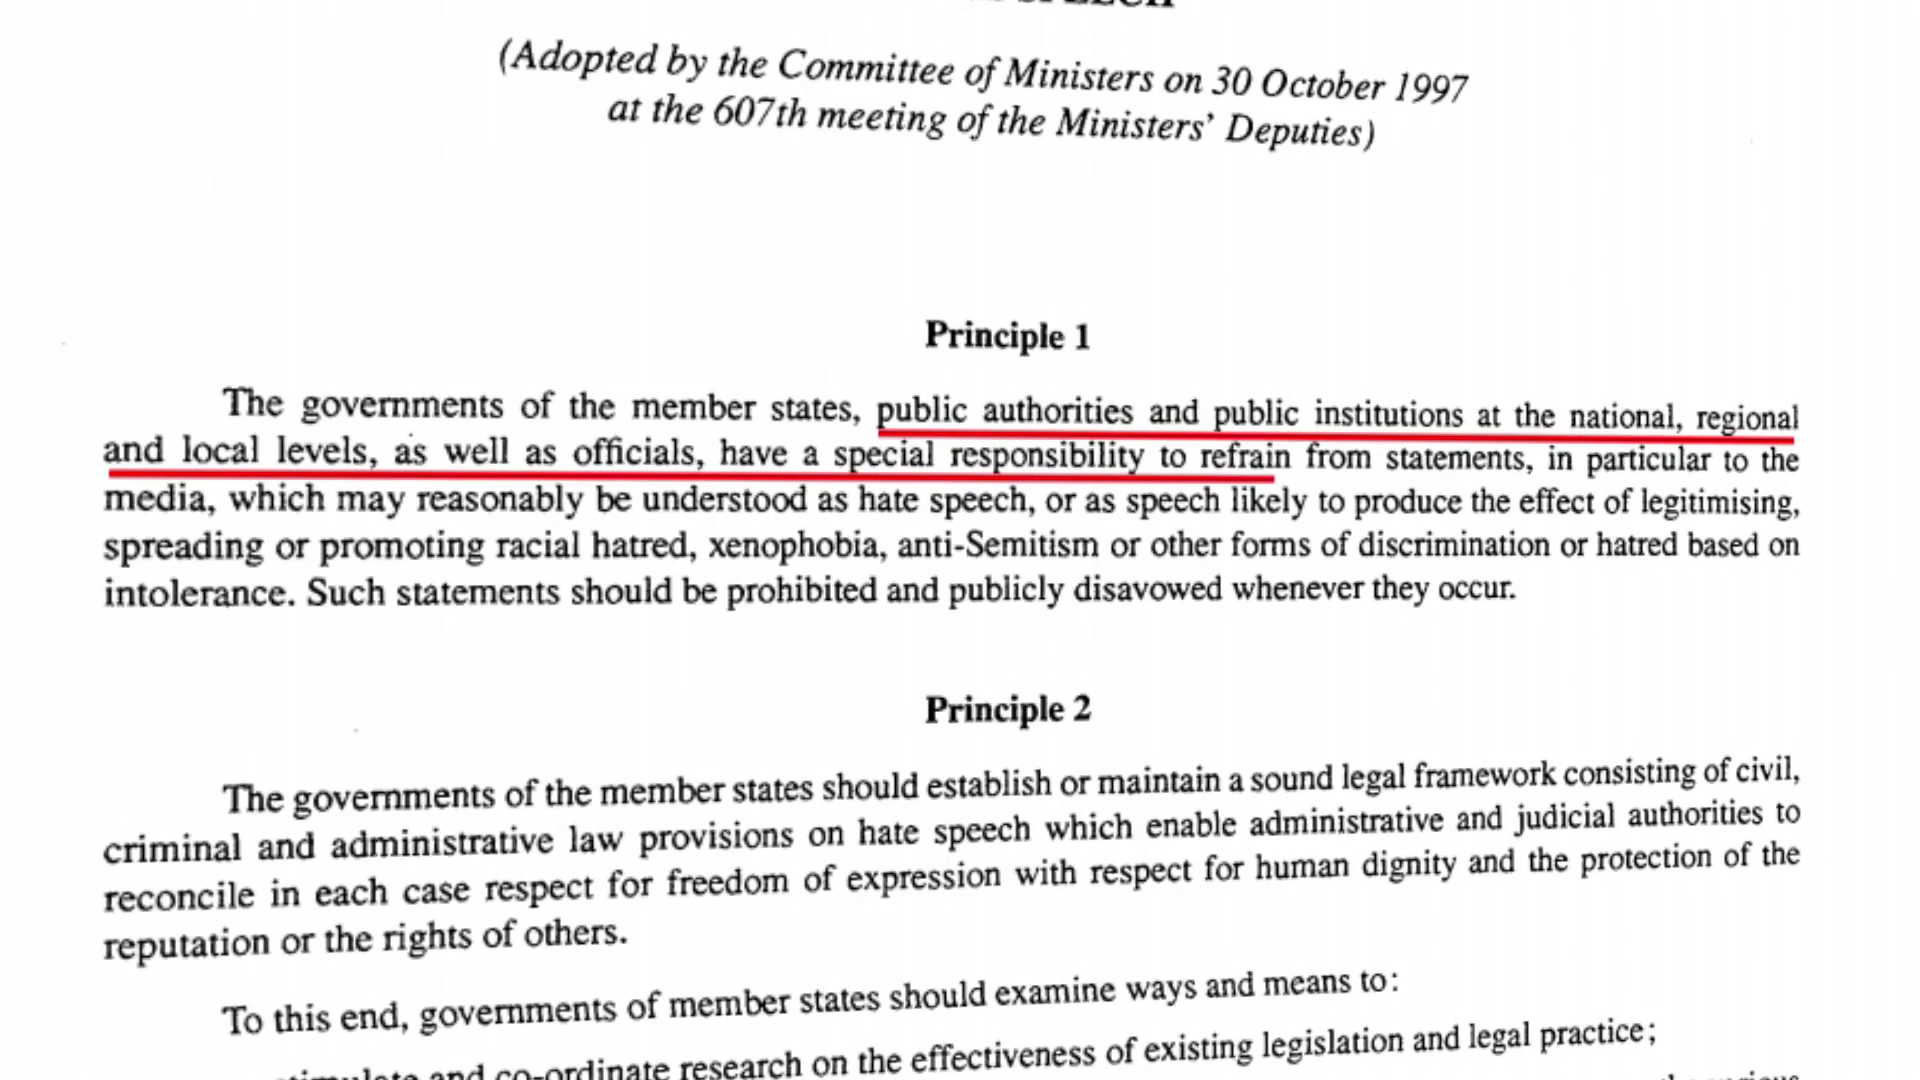 SPEECH
(Adopted by the Committee of Ministers on 30 October 1997
at the 607th meeting of the Ministers’ Deputies)
Principle 1
The governments of the member states, public authorities and public institutions at the national, regional
and local levels, as well as officials, have a special responsibility to refrain from statements, in particular to the
media, which may reasonably be understood as hate speech, or as speech likely to produce the effect of legitimising,
spreading or promoting racial hatred, xenophobia, anti-Semitism or other forms of discrimination or hatred based on
intolerance. Such statements should be prohibited and publicly disavowed whenever they occur.
Principle 2
The governments of the member states should establish or maintain a sound legal framework consisting of civil,
criminal and administrative law provisions on hate speech which enable administrative and judicial authorities to
reconcile in each case respect for freedom of expression with respect for human dignity and the protection of the
reputation or the rights of others.
To this end, governments of member states should examine ways and means to:
stimulate and co-ordinate research on the effectiveness of existing legislation and legal practice;